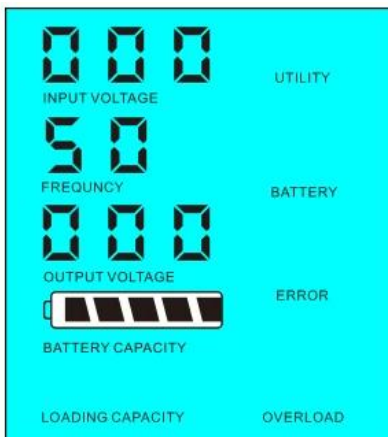 000
UTILITY
INPUT VOLTAGE
50
FREQUNCY
BATTERY
000
OUTPUT VOLTAGE
ERROR
BATTERY CAPACITY
LOADING CAPACITY
OVERLOAD